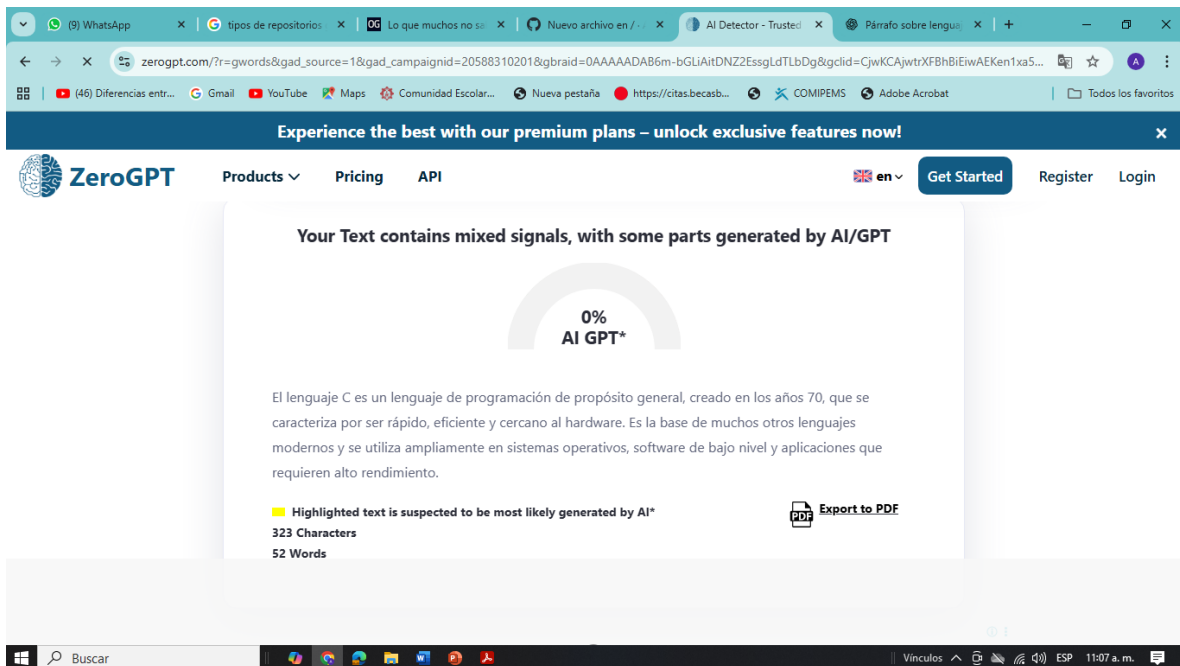 (9) WhatsApp
tipos de repositorios
Lo que muchos no sa
Nuevo archivo en / -
AI Detector - Trusted
Párrafo sobre lenguaj
zerogpt.com/?r=gwords&gad_source=1&gad_campaignid=20588310201&gbraid=0AAAAADAB6m-bGLiAitDNZ2EssgLdTLbDg&gclid=CjwKCAjwtrXFBhBiEiwAEKen1xa5...
A
(46) Diferencias entr...
Gmail
YouTube
Maps
Comunidad Escolar...
Nueva pestaña
https://citas.becasb...
COMIPEMS
Adobe Acrobat
Todos los favoritos
Experience the best with our premium plans – unlock exclusive features now!
ZeroGPT
Products
Pricing
API
en
Get Started
Register
Login
Your Text contains mixed signals, with some parts generated by AI/GPT
0%
AI GPT*
El lenguaje C es un lenguaje de programación de propósito general, creado en los años 70, que se
caracteriza por ser rápido, eficiente y cercano al hardware. Es la base de muchos otros lenguajes
modernos y se utiliza ampliamente en sistemas operativos, software de bajo nivel y aplicaciones que
requieren alto rendimiento.
Highlighted text is suspected to be most likely generated by AI*
323 Characters
52 Words
PDF
Export to PDF
Buscar
Vínculos
ESP
11:07 a. m.